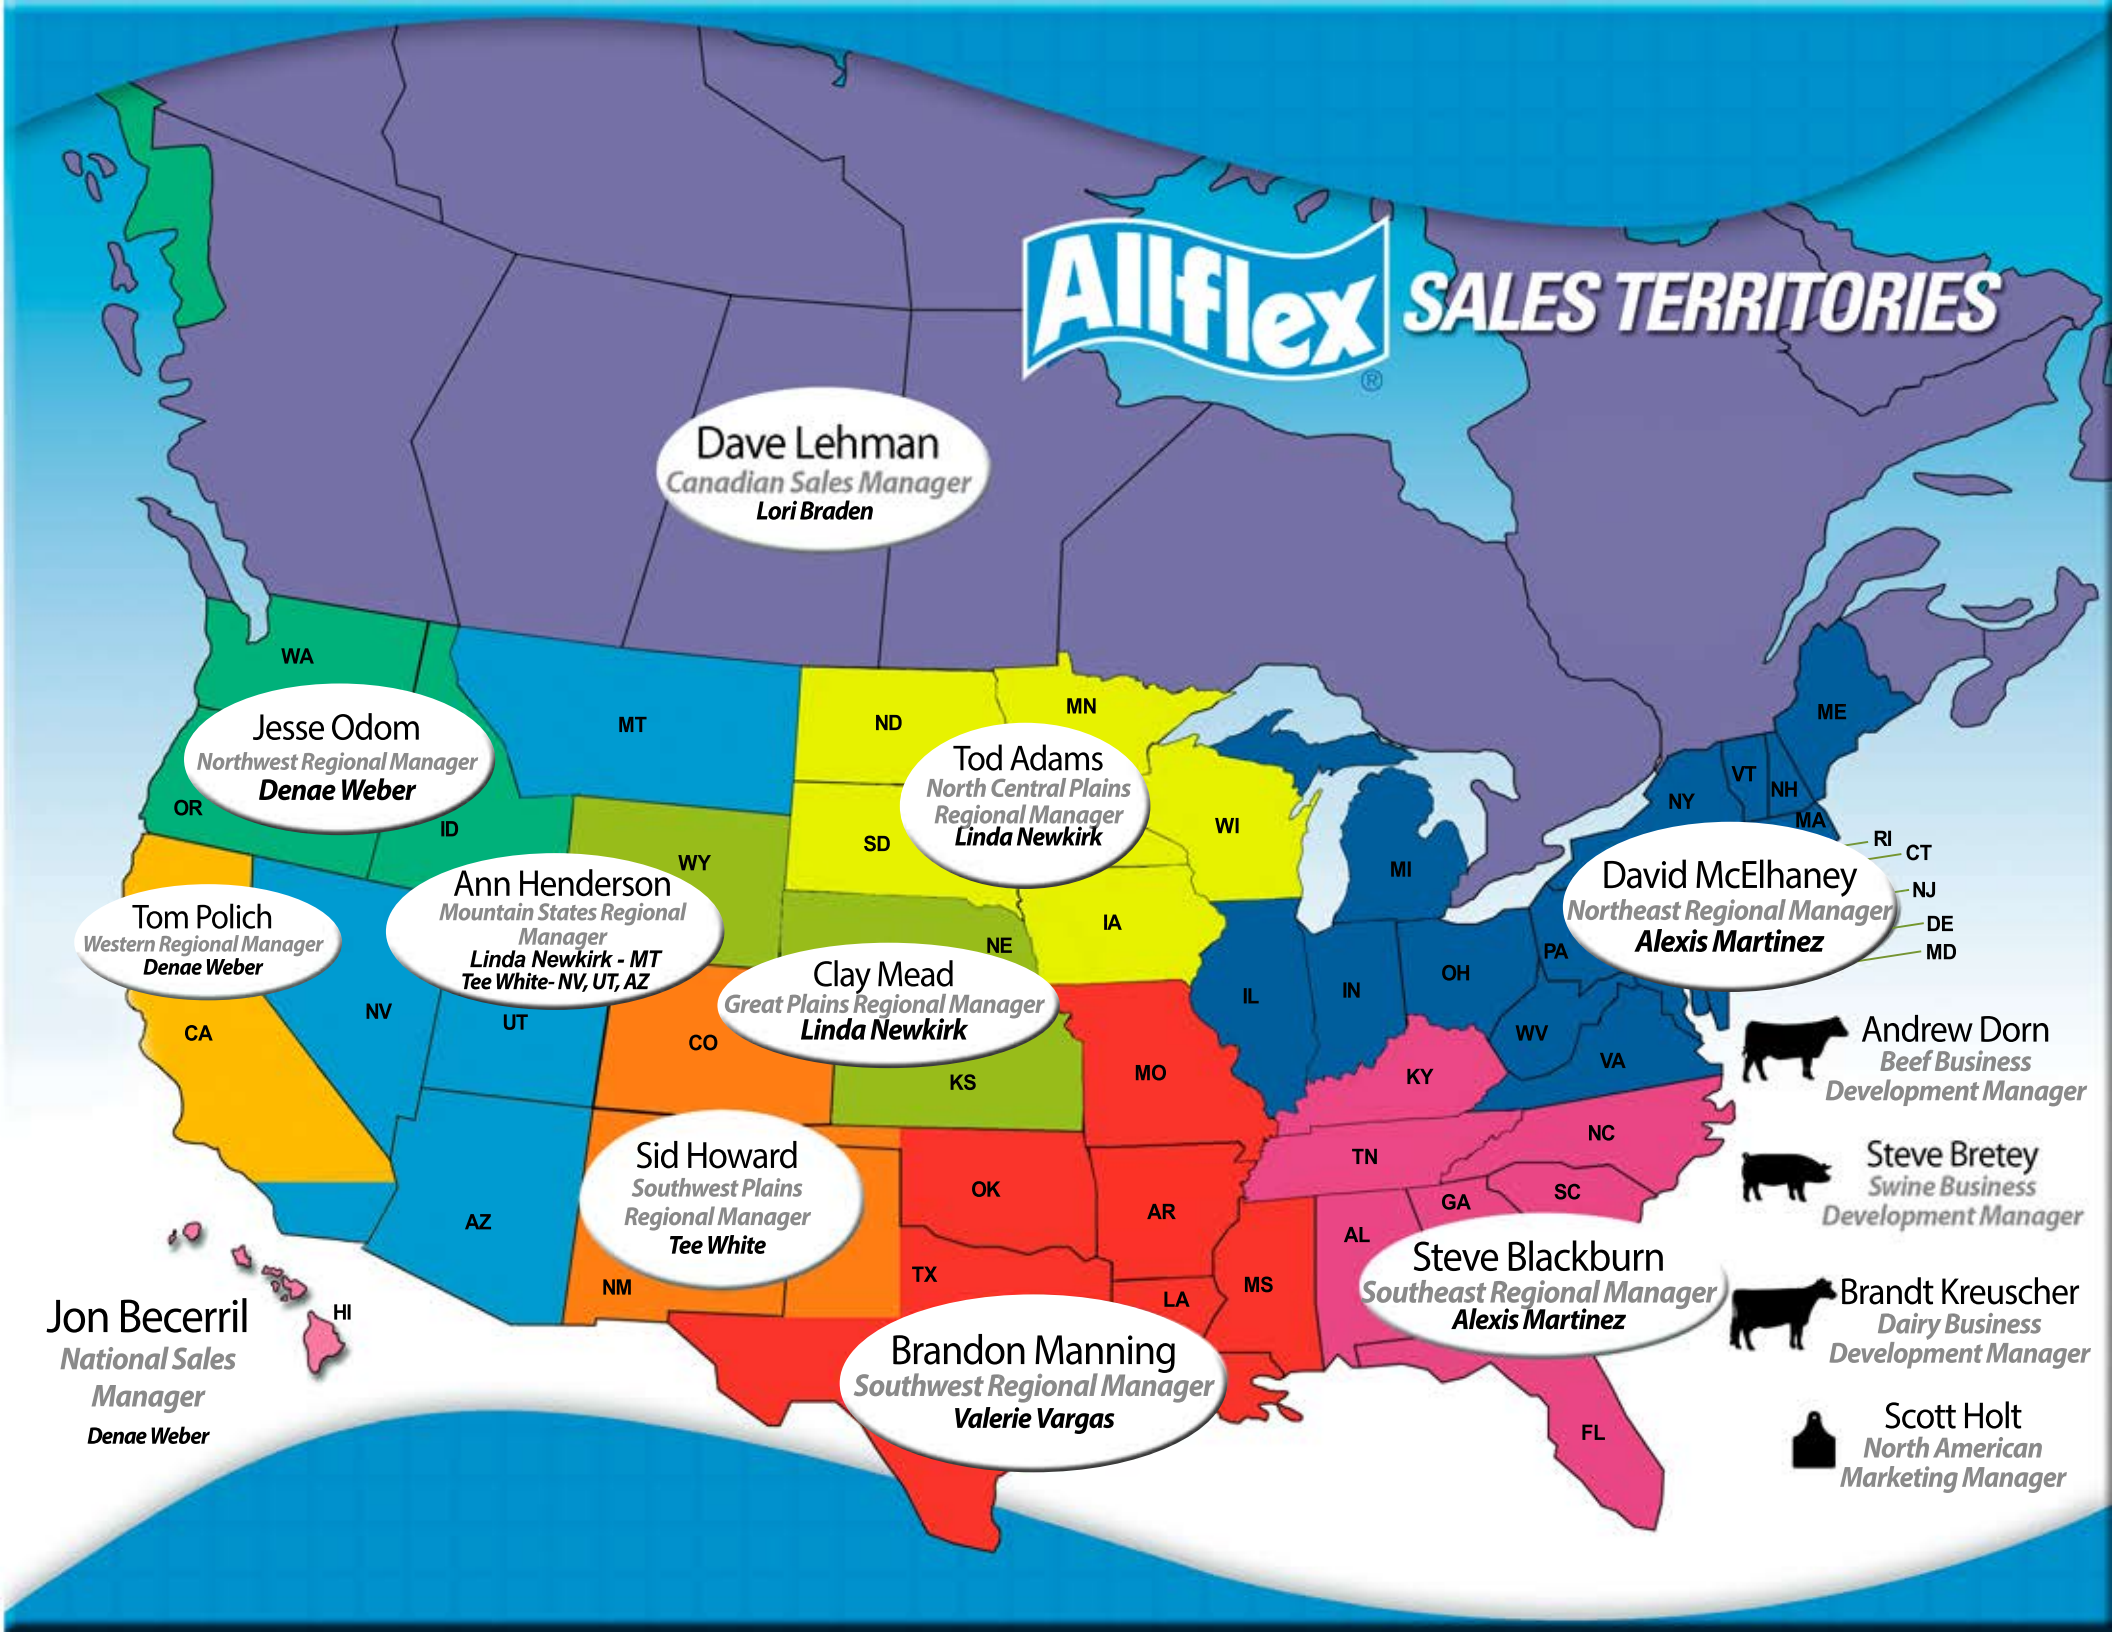 Allflex
®
SALES TERRITORIES
Dave Lehman
Canadian Sales Manager
Lori Braden
WA
Jesse Odom
Northwest Regional Manager
Denae Weber
OR
ID
MT
ND
MN
Tod Adams
North Central Plains
Regional Manager
Linda Newkirk
SD
WI
IA
MI
ME
VT
NH
NY
MA
RI
CT
NJ
DE
MD
David McElhaney
Northeast Regional Manager
Alexis Martinez
PA
OH
IN
IL
WV
VA
WY
Ann Henderson
Mountain States Regional
Manager
Linda Newkirk - MT
Tee White- NV, UT, AZ
Tom Polich
Western Regional Manager
Denae Weber
CA
NV
UT
AZ
NE
Clay Mead
Great Plains Regional Manager
Linda Newkirk
KS
CO
Sid Howard
Southwest Plains
Regional Manager
Tee White
NM
MO
OK
AR
TX
LA
MS
Brandon Manning
Southwest Regional Manager
Valerie Vargas
KY
TN
NC
SC
GA
AL
Steve Blackburn
Southeast Regional Manager
Alexis Martinez
FL
HI
Jon Becerril
National Sales
Manager
Denae Weber
Andrew Dorn
Beef Business
Development Manager
Steve Bretey
Swine Business
Development Manager
Brandt Kreuscher
Dairy Business
Development Manager
Scott Holt
North American
Marketing Manager